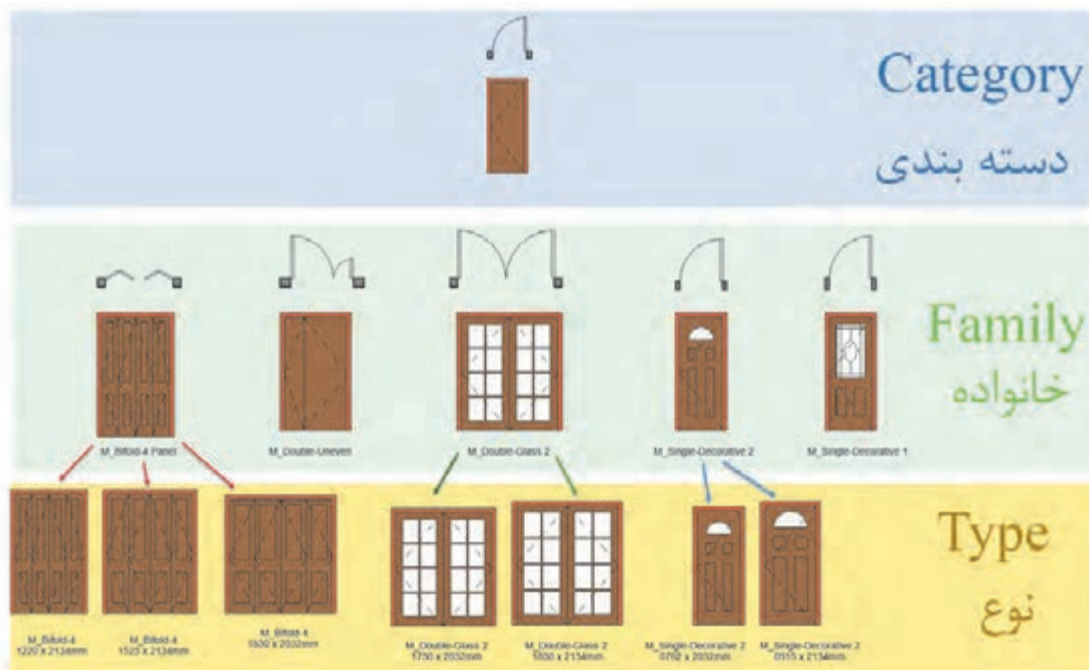 Category
دسته بندی
Family
خانواده
M_Bifold-4 Panel
M_Double-Uneven
M_Double-Glass 2
M_Single-Decorative 2
M_Single-Decorative 1
Type
نوع
M_Bifold-4
1220 x 2134mm
M_Bifold-4
1525 x 2134mm
M_Bifold-4
1830 x 2032mm
M_Double-Glass 2
1730 x 2032mm
M_Double-Glass 2
1830 x 2134mm
M_Single-Decorative 2
0762 x 2032mm
M_Single-Decorative 2
0915 x 2134mm